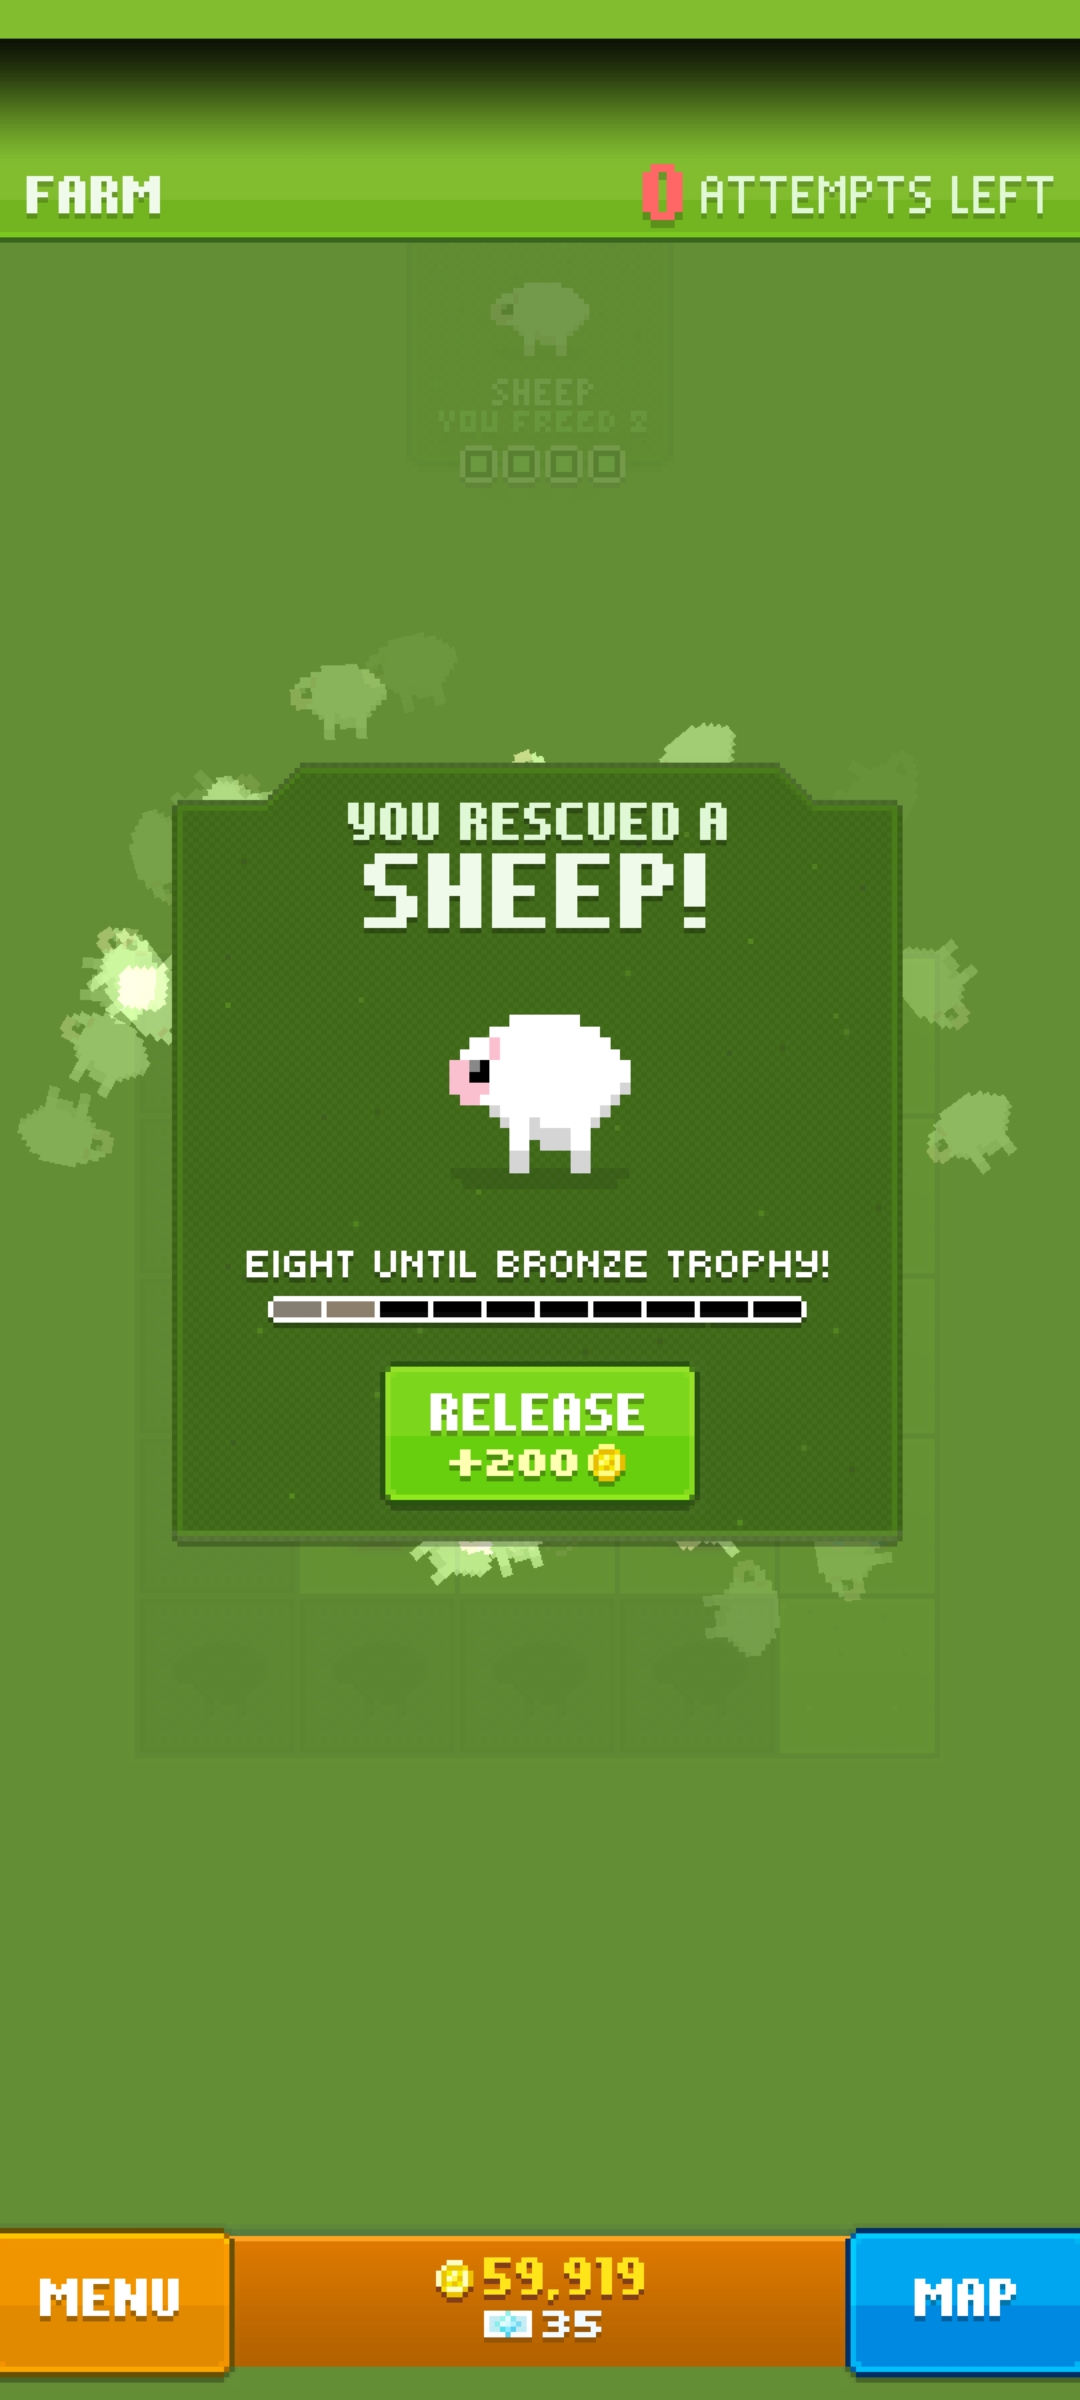 FARM
0 ATTEMPTS LEFT
SHEEP
YOU FREED
YOU RESCUED A
SHEEP!
EIGHT UNTIL BRONZE TROPHY!
RELEASE
+200
MENU
59,919
35
MAP